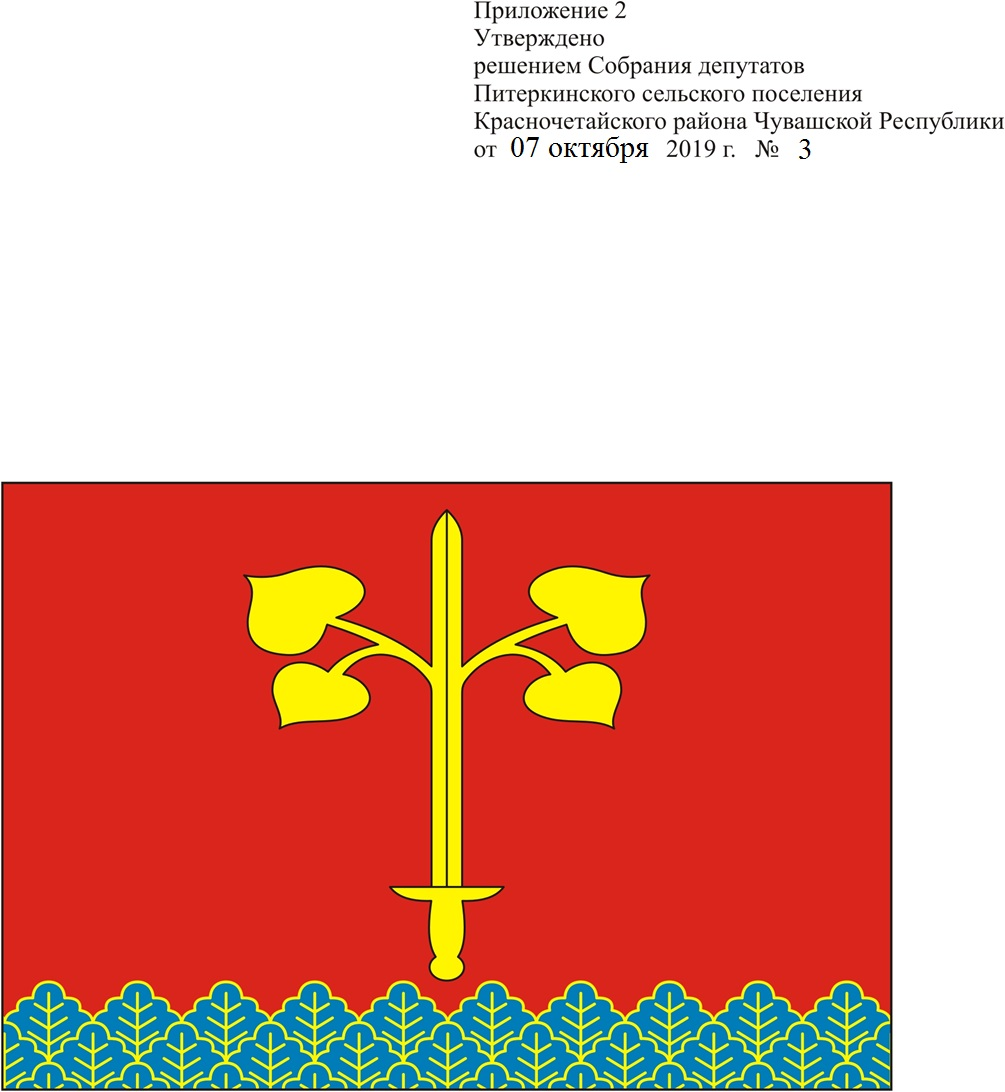 Приложение 2
Утверждено
решением Собрания депутатов
Питеркинского сельского поселения
Красночетайского района Чувашской Республики
от 07 октября 2019 г. № 3